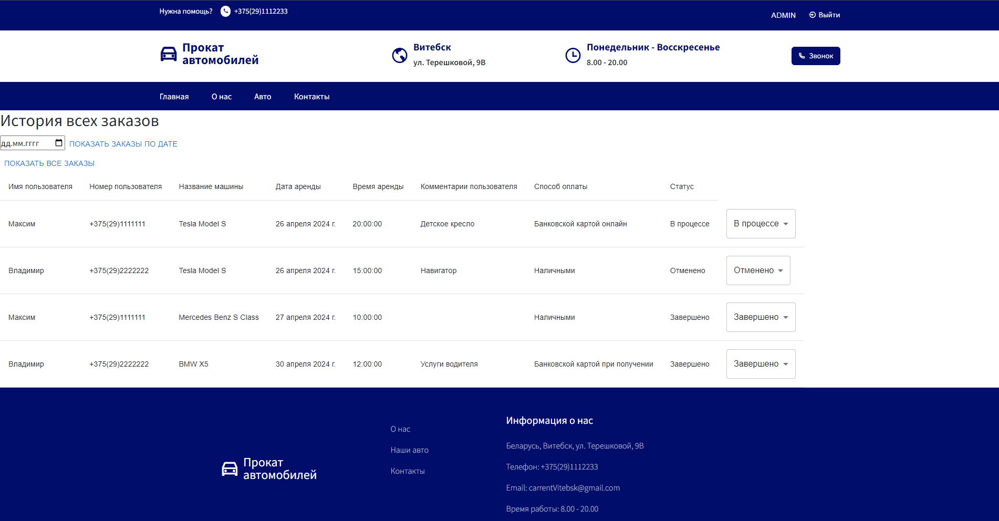 Нужна помощь? +375(29)1112233
ADMIN Выйти
Прокат
автомобилей
Витебск
ул. Терешковой, 9В
Понедельник - Восскресенье
8.00 - 20.00
Звонок
Главная О нас Авто Контакты
История всех заказов
дд.мм.гггг ПОКАЗАТЬ ЗАКАЗЫ ПО ДАТЕ
ПОКАЗАТЬ ВСЕ ЗАКАЗЫ
Имя пользователя Номер пользователя Название машины Дата аренды Время аренды Комментарии пользователя Способ оплаты Статус
Максим +375(29)1111111 Tesla Model S 26 апреля 2024 г. 20:00:00 Детское кресло Банковской картой онлайн В процессе В процессе
Владимир +375(29)2222222 Tesla Model S 26 апреля 2024 г. 15:00:00 Навигатор Наличными Отменено Отменено
Максим +375(29)1111111 Mercedes Benz S Class 27 апреля 2024 г. 10:00:00 Наличными Завершено Завершено
Владимир +375(29)2222222 BMW X5 30 апреля 2024 г. 12:00:00 Услуги водителя Банковской картой при получении Завершено Завершено
Прокат
автомобилей
О нас
Наши авто
Контакты
Информация о нас
Беларусь, Витебск, ул. Терешковой, 9В
Телефон: +375(29)1112233
Email: carrentVitebsk@gmail.com
Время работы: 8.00 - 20.00